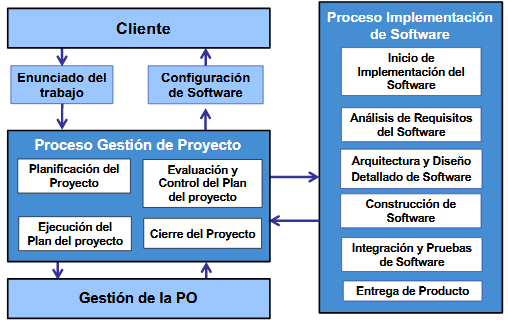 Cliente
Enunciado del
trabajo
Configuración
de Software
Proceso Gestión de Proyecto
Planificación del
Proyecto
Evaluación y
Control del Plan
del proyecto
Ejecución del
Plan del proyecto
Cierre del Proyecto
Gestión de la PO
Proceso Implementación
de Software
Inicio de
Implementación del
Software
Análisis de Requisitos
del Software
Arquitectura y Diseño
Detallado de Software
Construcción de
Software
Integración y Pruebas
de Software
Entrega de Producto